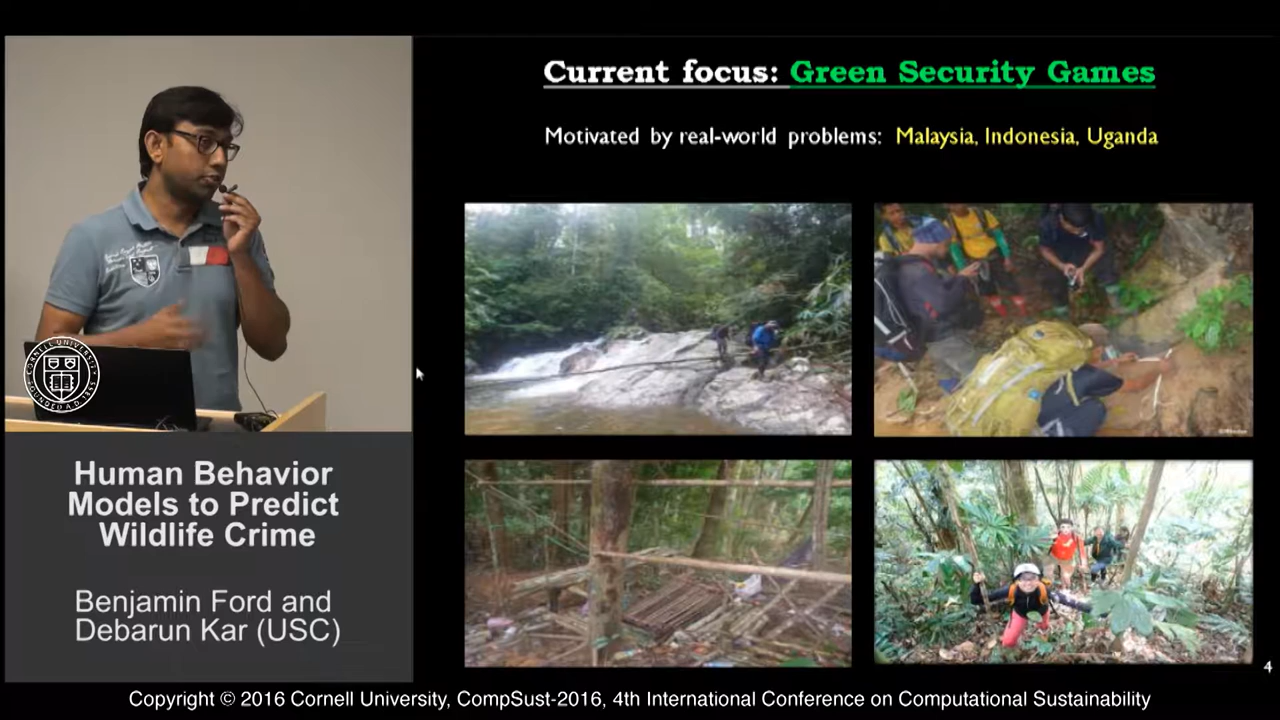 Current focus: Green Security Games
Motivated by real-world problems: Malaysia, Indonesia, Uganda
Human Behavior
Models to Predict
Wildlife Crime
Benjamin Ford and
Debarun Kar (USC)
4
Copyright © 2016 Cornell University, CompSust-2016, 4th International Conference on Computational Sustainability